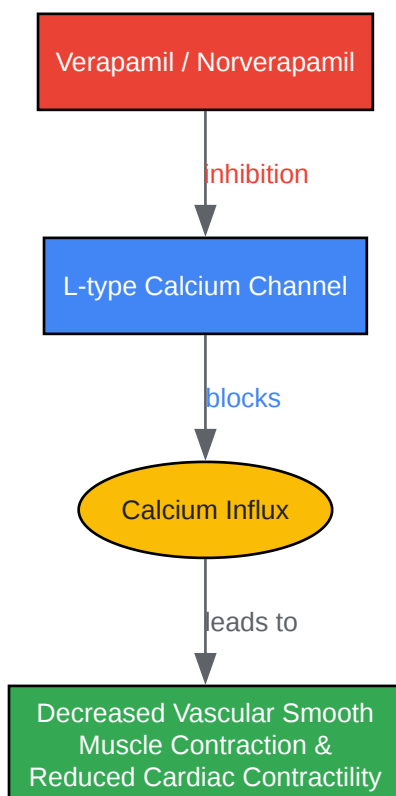 Verapamil / Norverapamil
inhibition
L-type Calcium Channel
blocks
Calcium Influx
leads to
Decreased Vascular Smooth
Muscle Contraction &
Reduced Cardiac Contractility